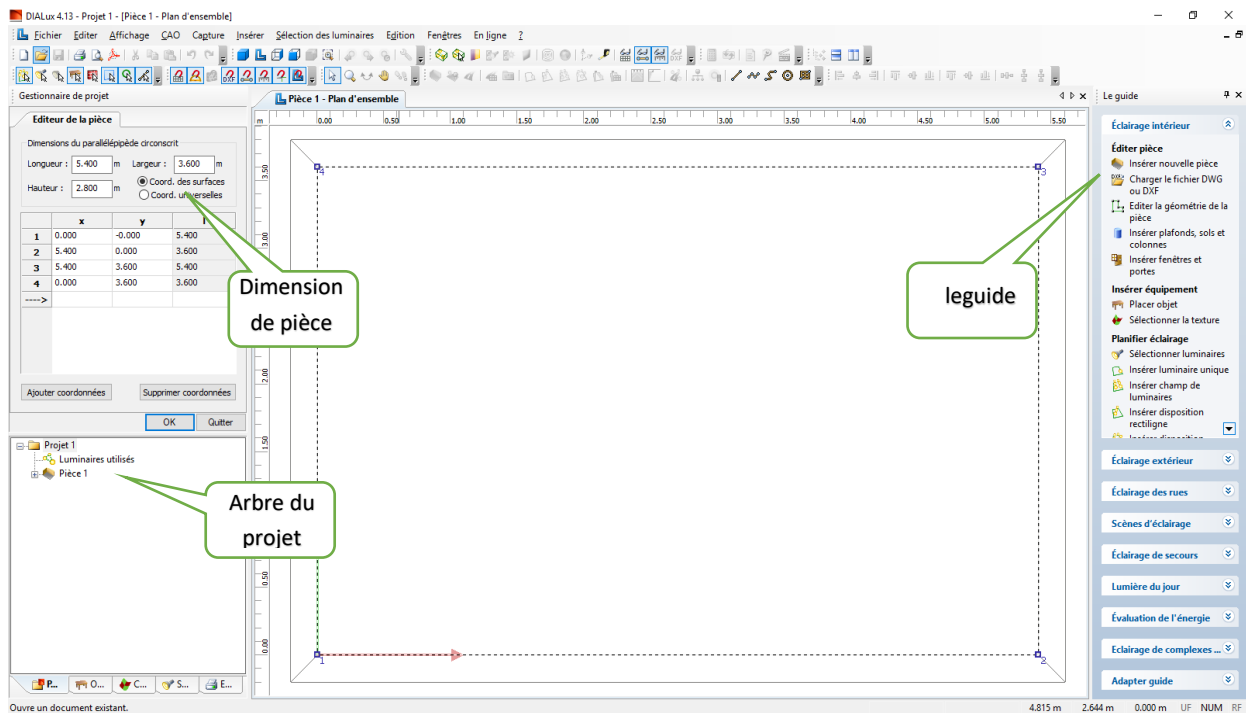 DIALux 4.13 - Projet 1 - [Pièce 1 - Plan d'ensemble]
Eichier Editer Affichage CAO Capture Insérer Sélection des luminaires Egition Fenêtres En ligne ?
Gestionnaire de projet
Editeur de la pièce
Dimensions du parallélépipède circonscrit
Longueur : 5.400 m Largeur : 3.600 m
Hauteur : 2.800 m Coord. des surfaces
Coord. universelles
x y l
1 0.000 -0.000 5.400
2 5.400 0.000 3.600
3 5.400 3.600 5.400
4 0.000 3.600 3.600
---->
Ajouter coordonnées Supprimer coordonnées
OK Quitter
Projet 1
Luminaires utilisés
Pièce 1
P... O... C... S... E...
Ouvre un document existant.
Dimension
de pièce
Arbre du
projet
Pièce 1 - Plan d'ensemble
m 0.00 0.50 1.00 1.50 2.00 2.50 3.00 3.50 4.00 4.50 5.00 5.50
3.50
3.00
2.00
1.50
0.50
0.00
4 3
1 2
leguide
Le guide
Éclairage intérieur
Éditer pièce
Insérer nouvelle pièce
Charger le fichier DWG
ou DXF
Editer la géométrie de la
pièce
Insérer plafonds, sols et
colonnes
Insérer fenêtres et
portes
Insérer équipement
Placer objet
Sélectionner la texture
Planifier éclairage
Sélectionner luminaires
Insérer luminaire unique
Insérer champ de
luminaires
Insérer disposition
rectiligne
Éclairage extérieur
Éclairage des rues
Scènes d'éclairage
Éclairage de secours
Lumière du jour
Évaluation de l'énergie
Eclairage de complexes ...
Adapter guide
4.815 m 2.644 m 0.000 m UF NUM RF